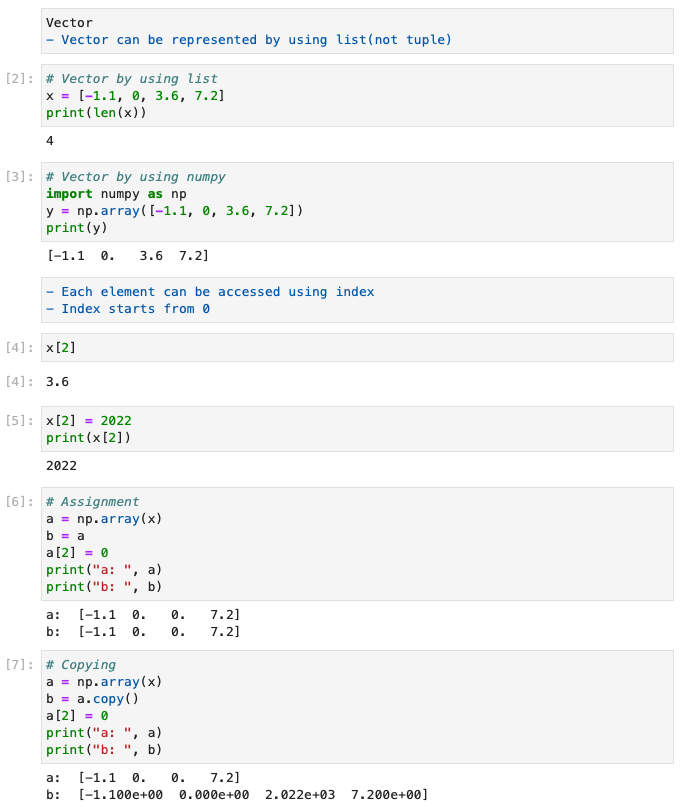 Vector
- Vector can be represented by using list(not tuple)
[2]: # Vector by using list
x = [-1.1, 0, 3.6, 7.2]
print(len(x))
4
[3]: # Vector by using numpy
import numpy as np
y = np.array([-1.1, 0, 3.6, 7.2])
print(y)
[-1.1  0.   3.6  7.2]
- Each element can be accessed using index
- Index starts from 0
[4]: x[2]
[4]: 3.6
[5]: x[2] = 2022
print(x[2])
2022
[6]: # Assignment
a = np.array(x)
b = a
a[2] = 0
print("a: ", a)
print("b: ", b)
a:  [-1.1  0.   0.   7.2]
b:  [-1.1  0.   0.   7.2]
[7]: # Copying
a = np.array(x)
b = a.copy()
a[2] = 0
print("a: ", a)
print("b: ", b)
a:  [-1.1  0.   0.   7.2]
b:  [-1.100e+00  0.000e+00  2.022e+03  7.200e+00]